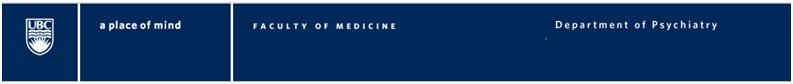 UBC
a place of mind
FACULTY OF MEDICINE
Department of Psychiatry